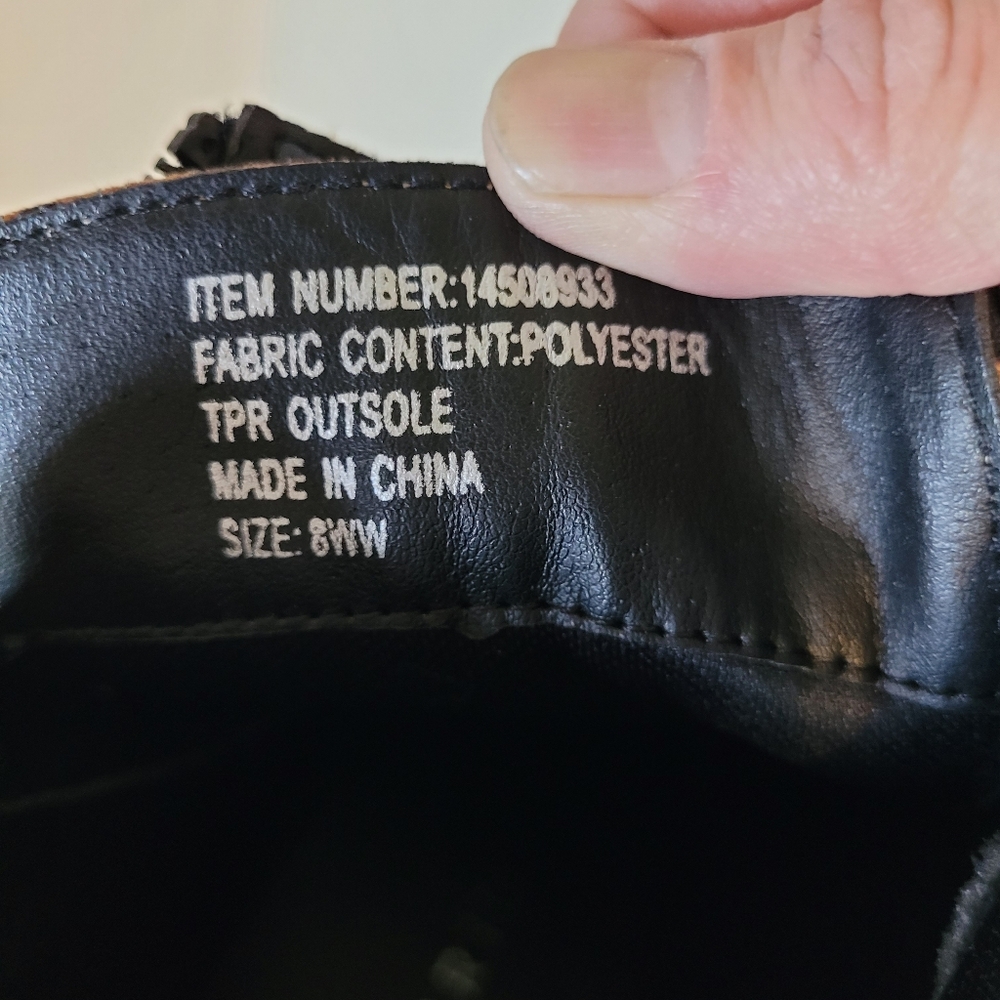 ITEM NUMBER:14508933
FABRIC CONTENT:POLYESTER
TPR OUTSOLE
MADE IN CHINA
SIZE: 8WW